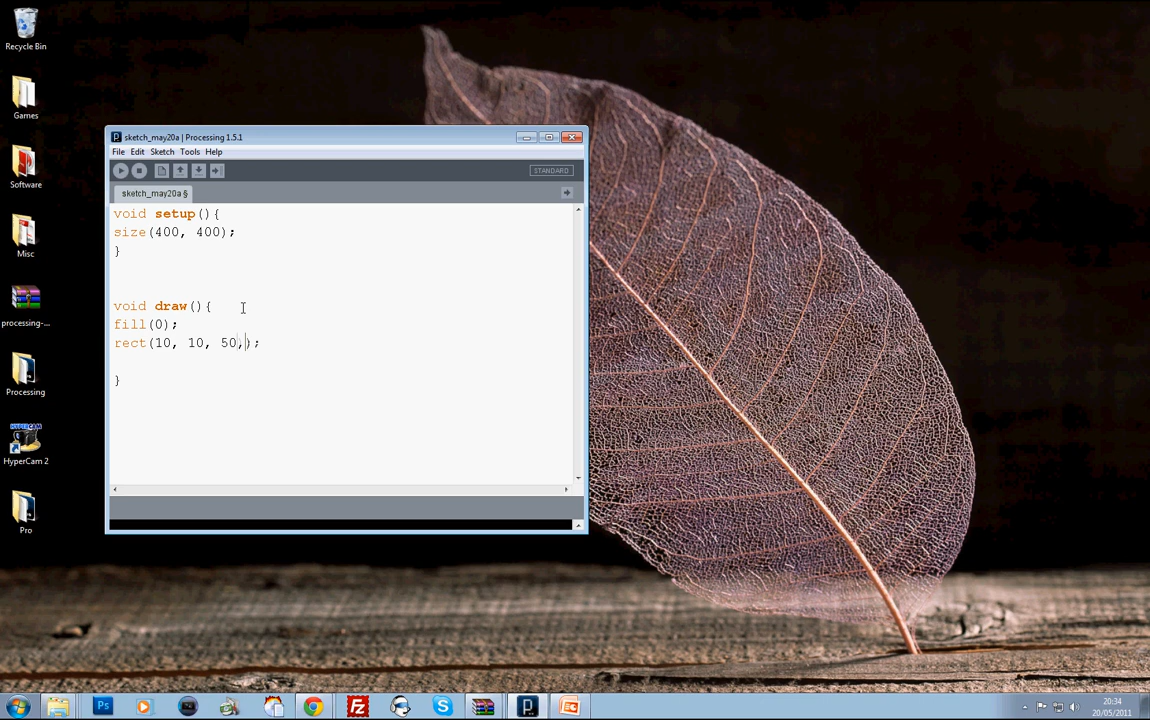 Recycle Bin
Games
Software
Misc
processing-...
Processing
HyperCam 2
Pro
sketch_may20a | Processing 1.5.1
File Edit Sketch Tools Help
STANDARD
sketch_may20a §
void setup(){
size(400, 400);
}
void draw(){
fill(0);
rect(10, 10, 50,);
}
20:34
20/05/2011